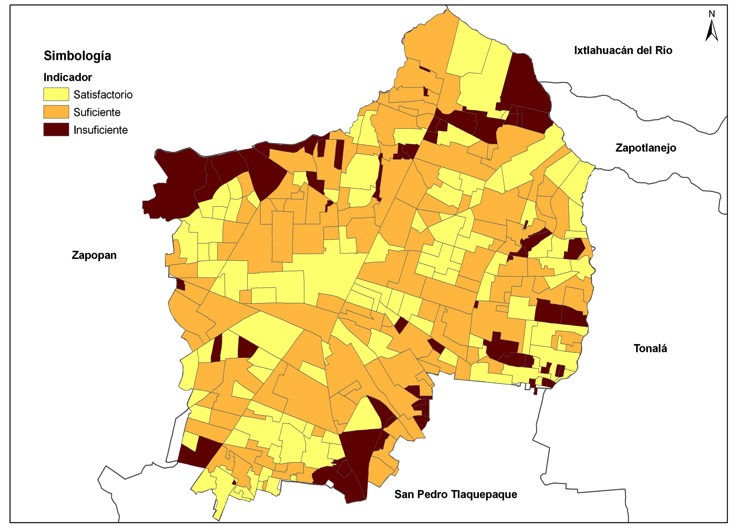 N
Simbología
Indicador
Satisfactorio
Suficiente
Insuficiente
Ixtlahuacán del Río
Zapotlanejo
Zapopan
Tonalá
San Pedro Tlaquepaque